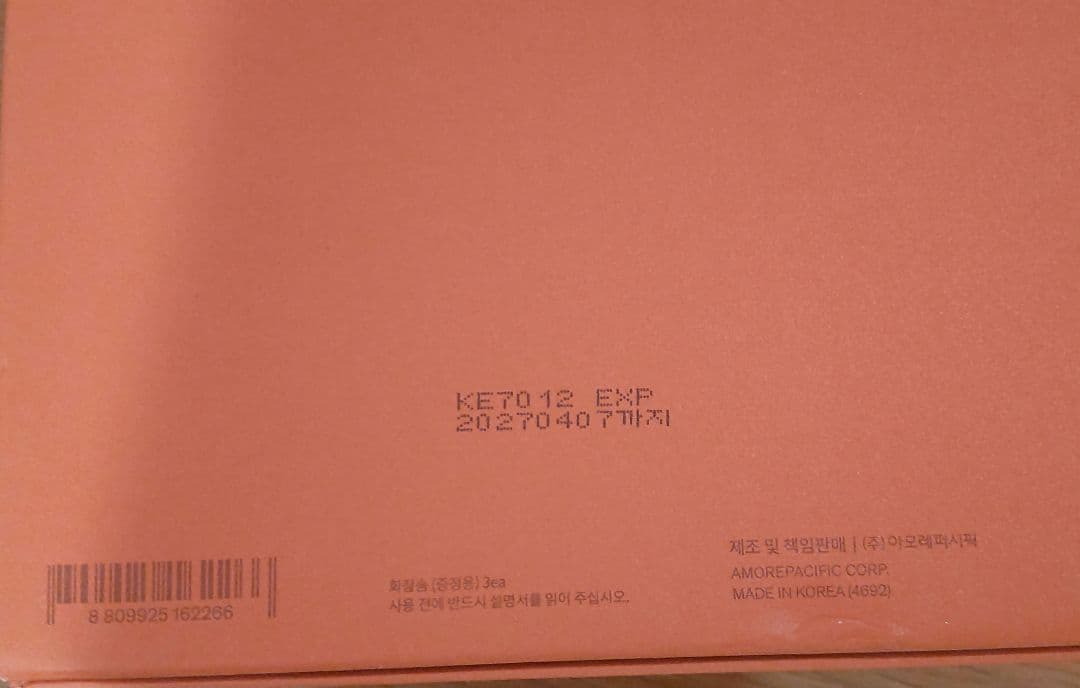 KE7012 EXP
20270407까지
8 809925 162266
화장솜 (증정용) 3ea
사용 전에 반드시 설명서를 읽어 주십시오.
제조 및 책임판매 | (주)아모레퍼시픽
AMOREPACIFIC CORP.
MADE IN KOREA (4692)